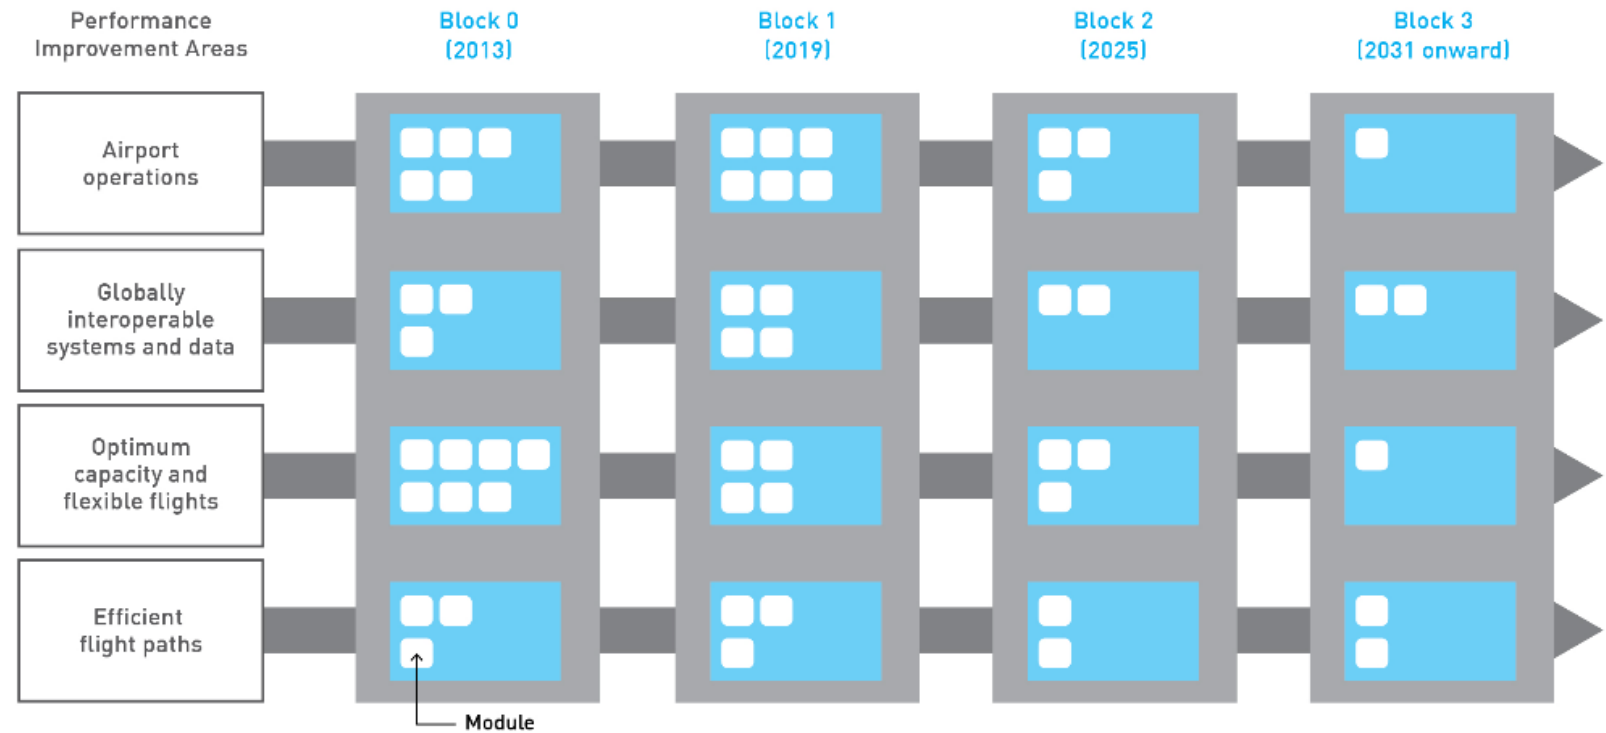 Performance
Improvement Areas
Block 0
(2013)
Block 1
(2019)
Block 2
(2025)
Block 3
(2031 onward)
Airport
operations
Globally
interoperable
systems and data
Optimum
capacity and
flexible flights
Efficient
flight paths
Module